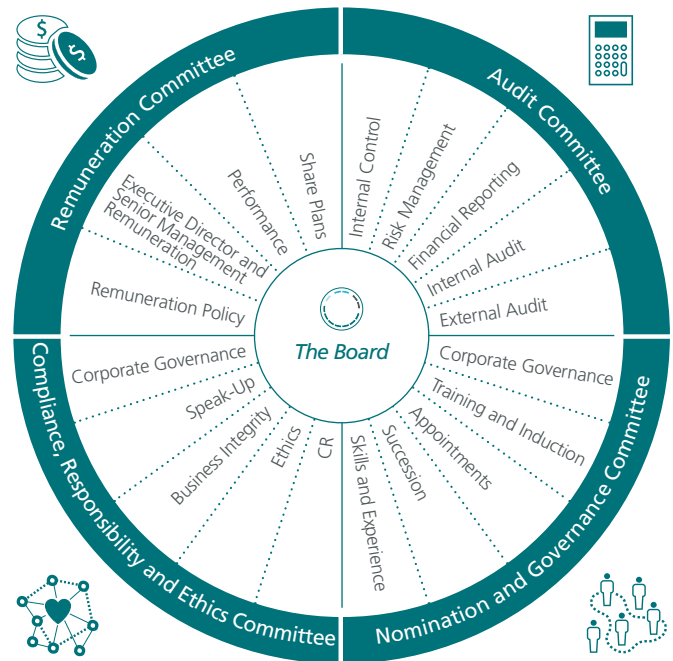 $
$
Remuneration Committee
Executive Director and
Senior Management
Remuneration
Remuneration Policy
Performance
Share Plans
Audit Committee
Internal Control
Risk Management
Financial Reporting
Internal Audit
External Audit
The Board
Compliance, Responsibility and Ethics Committee
Corporate Governance
Speak-Up
Business Integrity
Ethics
CR
Nomination and Governance Committee
Corporate Governance
Training and Induction
Appointments
Succession
Skills and Experience